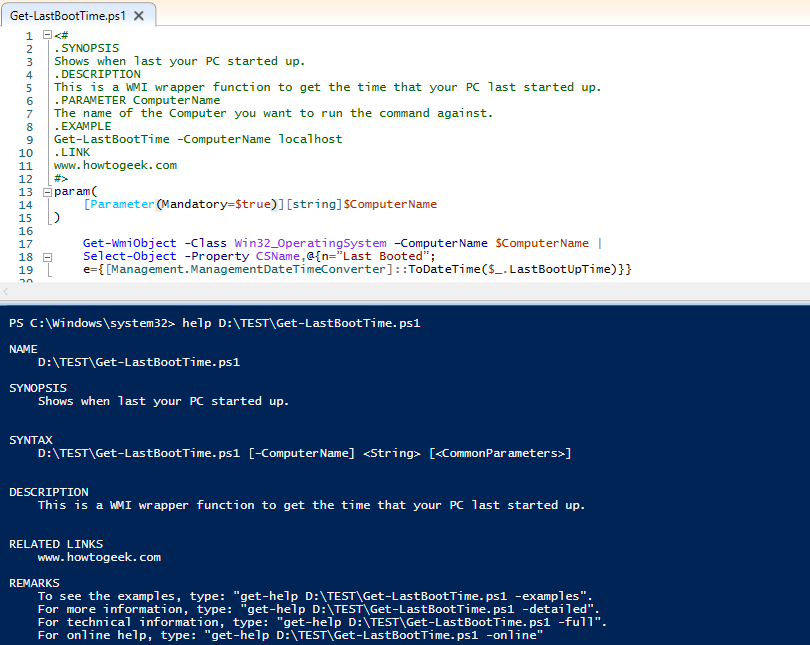 Get-LastBootTime.ps1
1 <#
2 .SYNOPSIS
3 Shows when last your PC started up.
4 .DESCRIPTION
5 This is a WMI wrapper function to get the time that your PC last started up.
6 .PARAMETER ComputerName
7 The name of the Computer you want to run the command against.
8 .EXAMPLE
9 Get-LastBootTime -ComputerName localhost
10 .LINK
11 www.howtogeek.com
12 #>
13 param(
14 [Parameter(Mandatory=$true)][string]$ComputerName
15 )
16
17 Get-WmiObject -Class Win32_OperatingSystem –ComputerName $ComputerName |
18 Select-Object -Property CSName,@{n=”Last Booted”;
19 e={[Management.ManagementDateTimeConverter]::ToDateTime($_.LastBootUpTime)}}
20
PS C:\Windows\system32> help D:\TEST\Get-LastBootTime.ps1
NAME
D:\TEST\Get-LastBootTime.ps1
SYNOPSIS
Shows when last your PC started up.
SYNTAX
D:\TEST\Get-LastBootTime.ps1 [-ComputerName] <String> [<CommonParameters>]
DESCRIPTION
This is a WMI wrapper function to get the time that your PC last started up.
RELATED LINKS
www.howtogeek.com
REMARKS
To see the examples, type: "get-help D:\TEST\Get-LastBootTime.ps1 -examples".
For more information, type: "get-help D:\TEST\Get-LastBootTime.ps1 -detailed".
For technical information, type: "get-help D:\TEST\Get-LastBootTime.ps1 -full".
For online help, type: "get-help D:\TEST\Get-LastBootTime.ps1 -online"